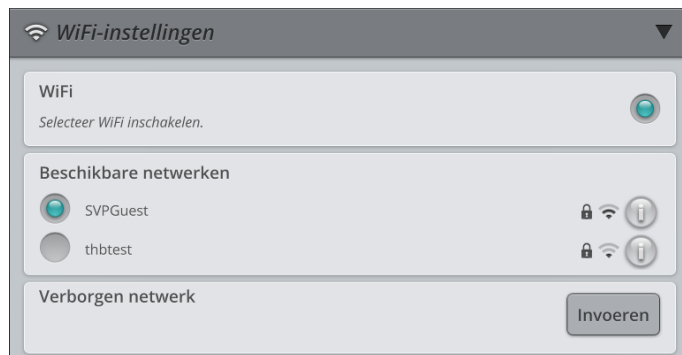 WiFi-instellingen
WiFi
Selecteer WiFi inschakelen.
Beschikbare netwerken
SVPGuest
thbtest
Verborgen netwerk
Invoeren